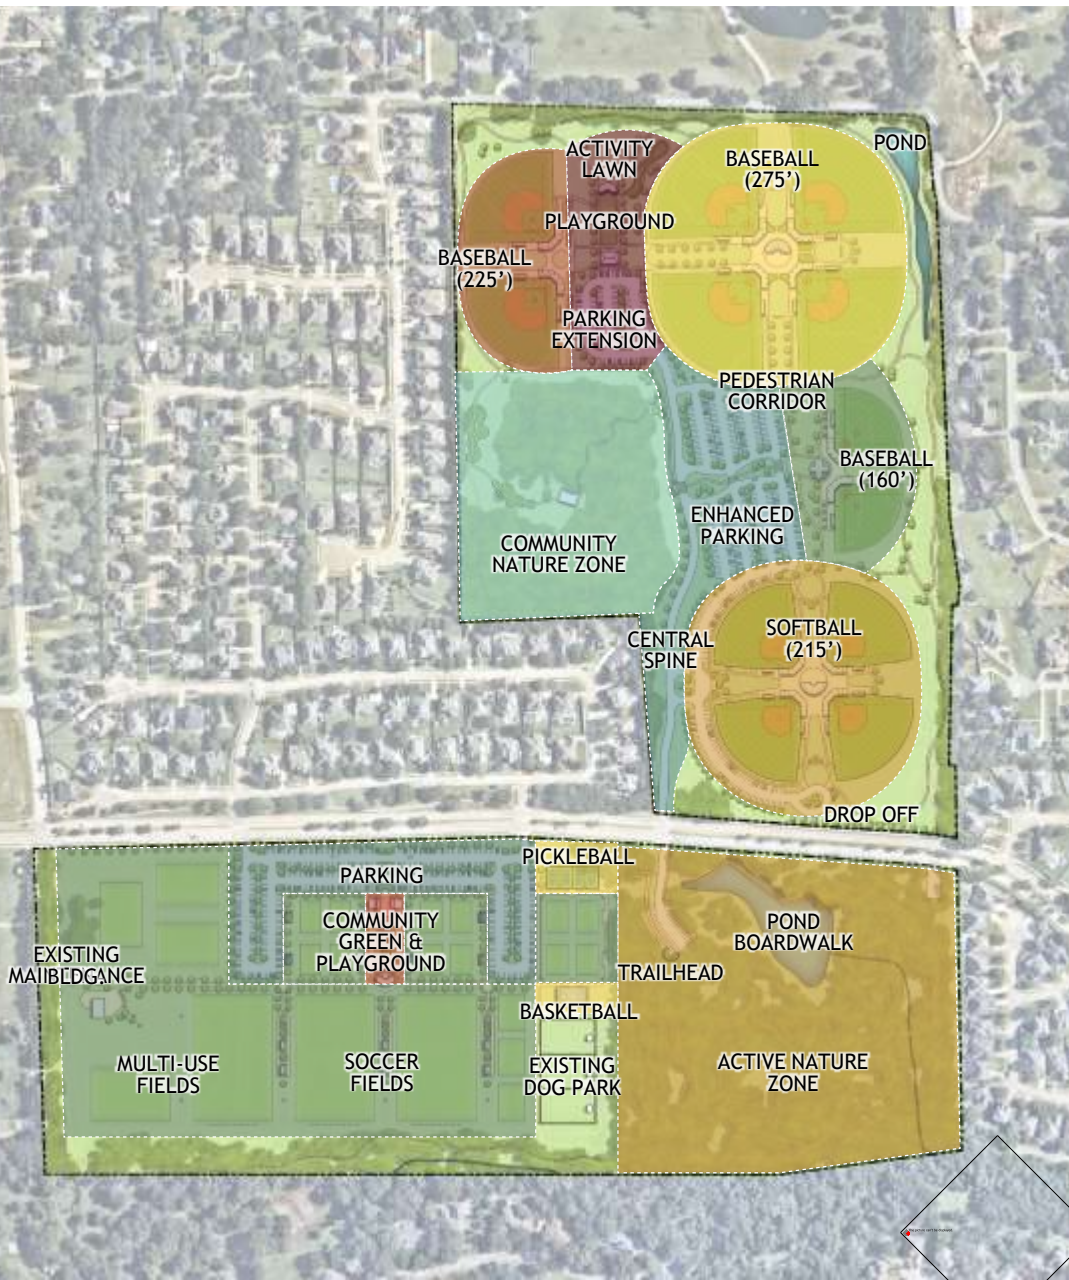 ACTIVITY
LAWN
BASEBALL
(275’)
POND
PLAYGROUND
BASEBALL
(225’)
PARKING
EXTENSION
PEDESTRIAN
CORRIDOR
BASEBALL
(160’)
ENHANCED
PARKING
COMMUNITY
NATURE ZONE
CENTRAL
SPINE
SOFTBALL
(215’)
DROP OFF
PICKLEBALL
PARKING
COMMUNITY
GREEN &
PLAYGROUND
POND
BOARDWALK
EXISTING
TRAILHEAD
BASKETBALL
MULTI-USE
FIELDS
SOCCER
FIELDS
EXISTING
DOG PARK
ACTIVE NATURE
ZONE